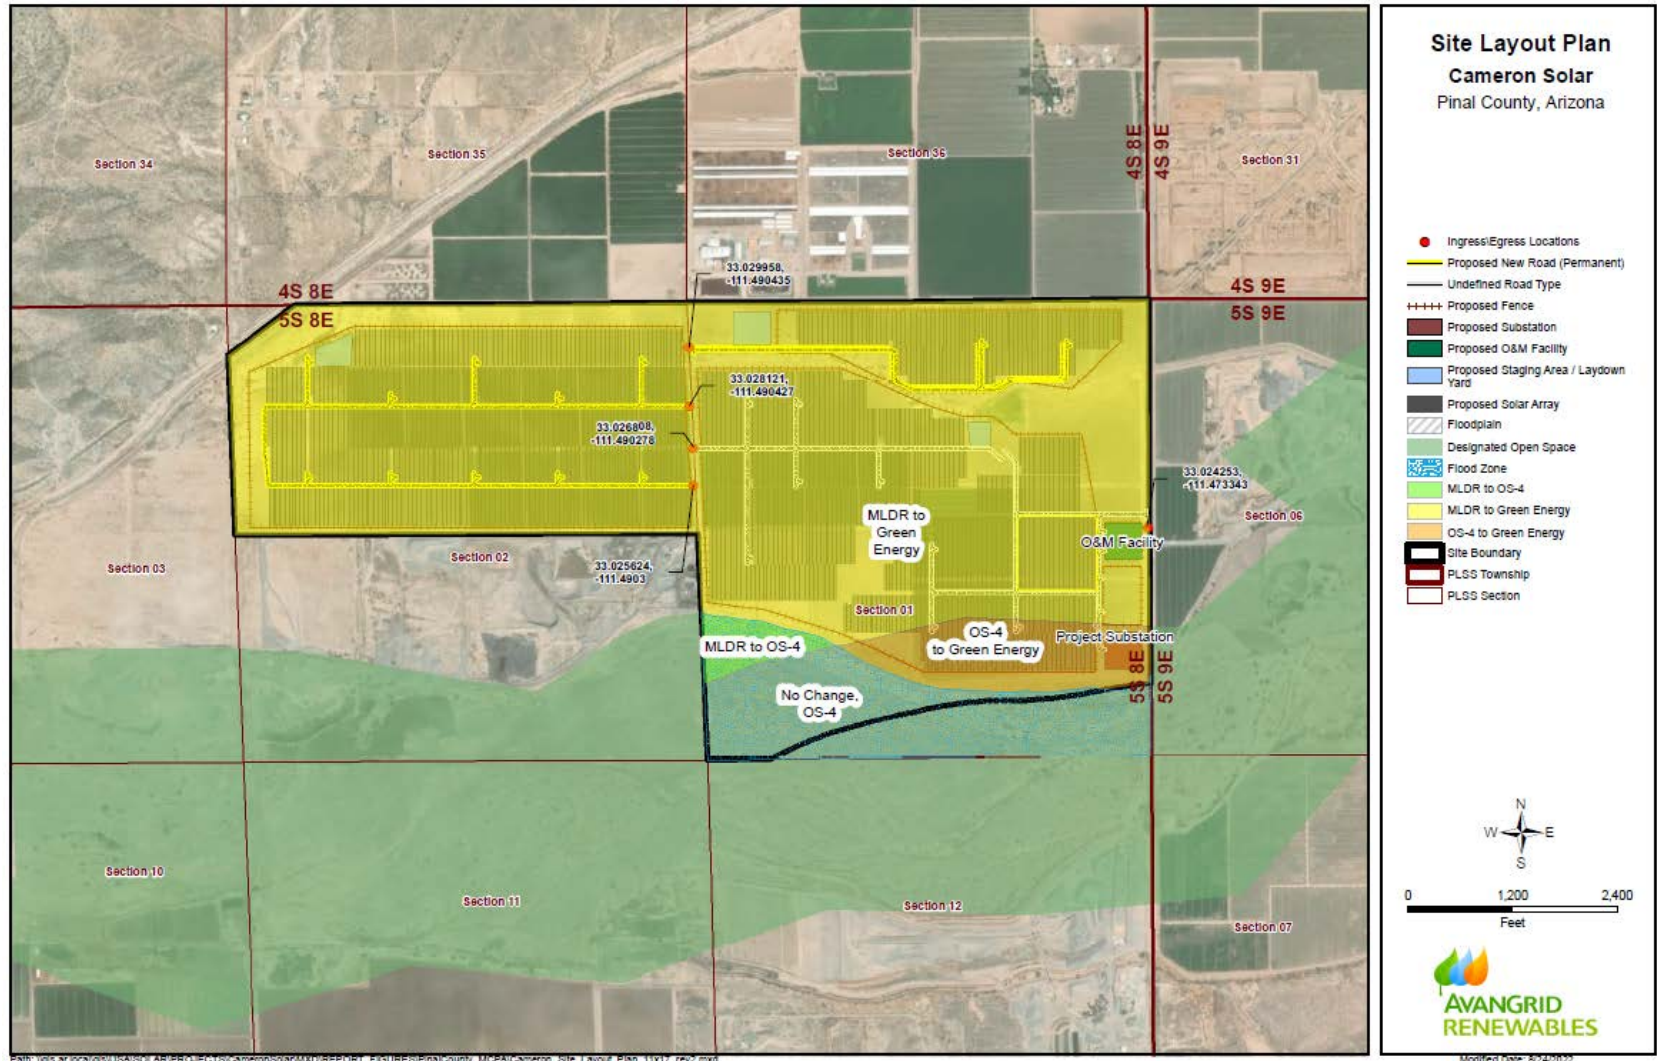 Site Layout Plan
Cameron Solar
Pinal County, Arizona
Section 34
Section 35
Section 36
4S 8E
4S 9E
Section 31
33.029958,
-111.490435
4S 8E
5S 8E
4S 9E
5S 9E
33.028121,
-111.490427
33.026808,
-111.490278
33.024253,
-111.473343
MLDR to
Green
Energy
Section 06
O&M Facility
Section 02
Section 03
33.025624,
-111.4903
Section 01
MLDR to OS-4
OS-4
to Green Energy
Project Substation
5S 8E
5S 9E
No Change,
OS-4
Section 10
Section 11
Section 12
Section 07
Ingress\Egress Locations
Proposed New Road (Permanent)
Undefined Road Type
Proposed Fence
Proposed Substation
Proposed O&M Facility
Proposed Staging Area / Laydown
Yard
Proposed Solar Array
Floodplain
Designated Open Space
Flood Zone
MLDR to OS-4
MLDR to Green Energy
OS-4 to Green Energy
Site Boundary
PLSS Township
PLSS Section
N
W E
S
0 1,200 2,400
Feet
AVANGRID
RENEWABLES
Modified Date: 8/24/2022